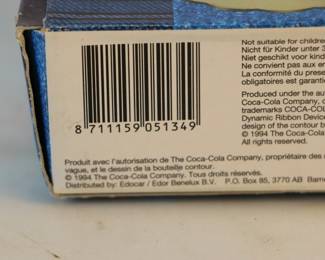 Not suitable for childre
Nicht für Kinder unter 3
Niet geschikt voor kind
Ne convient pas aux en
La conformité du prese
obligatoires est garantie
Produced under the aut
Coca-Cola Company, o
trademarks COCA-COL
Dynamic Ribbon Device
design of the contour b
© 1994 The Coca-Cola
All rights reserved.
8 711159 051349
Produit avec l'autorisation de The Coca-Cola Company, propriétaire des
vague, et le dessin de la bouteille contour.
© 1994 The Coca-Cola Company. Tous droits réservés.
Distributed by: Edocar / Edor Benelux B.V. P.O. Box 85, 3770 AB Barn